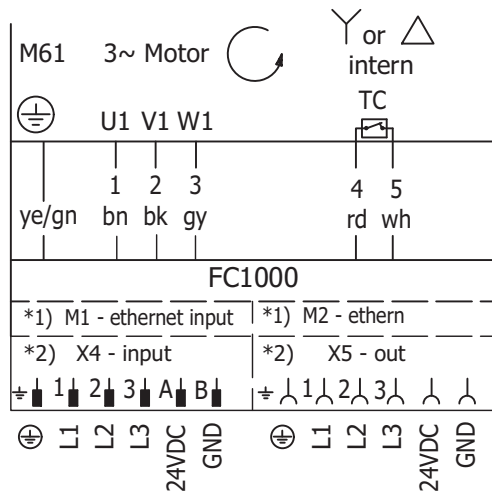 M61 3~ Motor Y or △
intern
TC
U1 V1 W1
1 2 3 4 5
ye/gn bn bk gy rd wh
FC1000
*1) M1 - ethernet input *1) M2 - ethern
*2) X4 - input *2) X5 - out
1 2 3 A B 1 2 3
L1 L2 L3 24VDC GND L1 L2 L3 24VDC GND